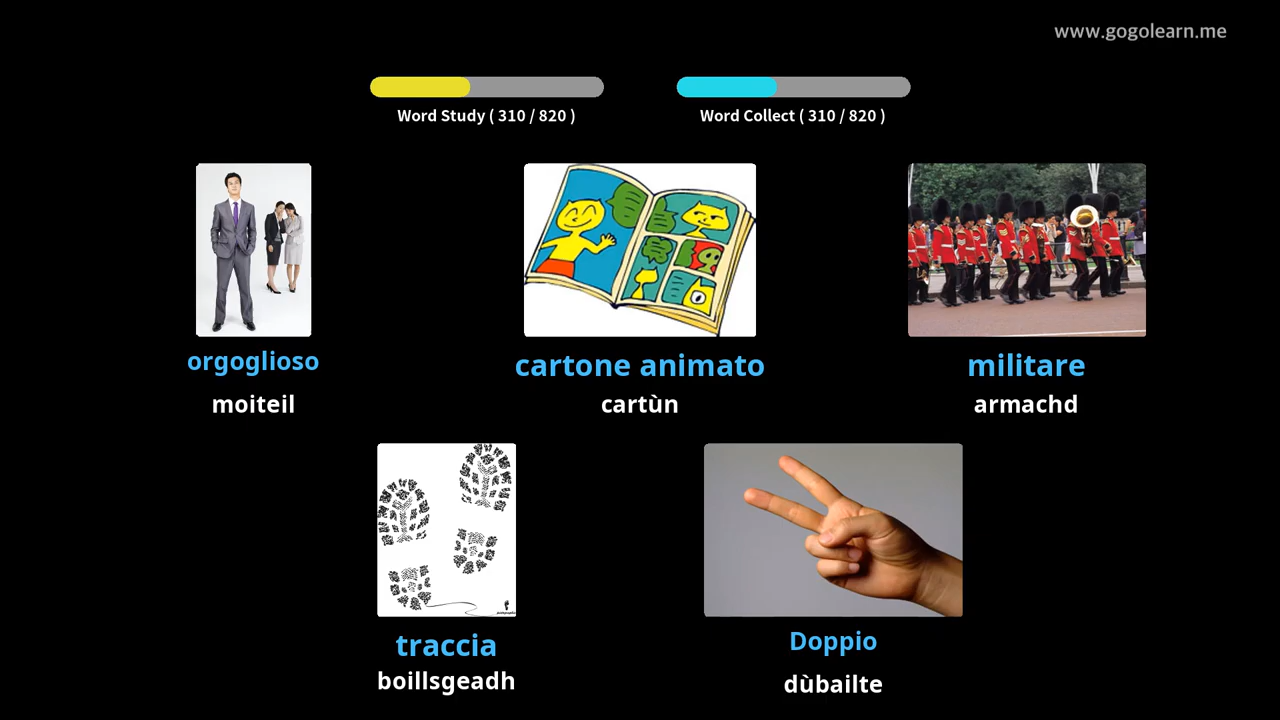 www.gogolearn.me
Word Study ( 310 / 820 )
Word Collect ( 310 / 820 )
orgoglioso
cartone animato
militare
moiteil
cartùn
armachd
traccia
Doppio
boillsgeadh
dùbailte